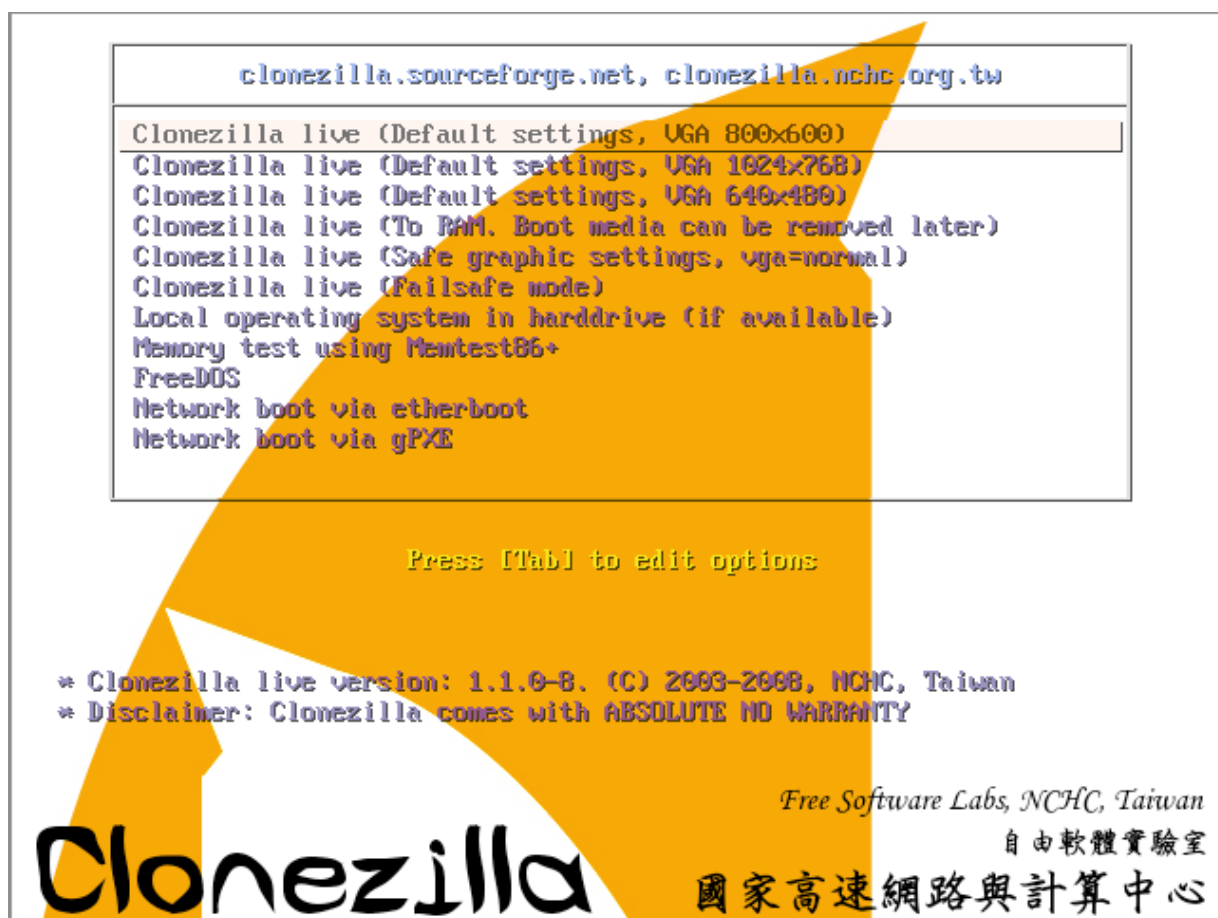 clonezilla.sourceforge.net, clonezilla.nchc.org.tw
Clonezilla live (Default settings, VGA 800x600)
Clonezilla live (Default settings, VGA 1024x768)
Clonezilla live (Default settings, VGA 640x480)
Clonezilla live (To RAM. Boot media can be removed later)
Clonezilla live (Safe graphic settings, vga=normal)
Clonezilla live (Failsafe mode)
Local operating system in harddrive (if available)
Memory test using Memtest86+
FreeDOS
Network boot via etherboot
Network boot via gPXE
Press [Tab] to edit options
* Clonezilla live version: 1.1.0-8. (C) 2003-2008, NCHC, Taiwan
* Disclaimer: Clonezilla comes with ABSOLUTE NO WARRANTY
Free Software Labs, NCHC, Taiwan
自由軟體實驗室
Clonezilla
國家高速網路與計算中心